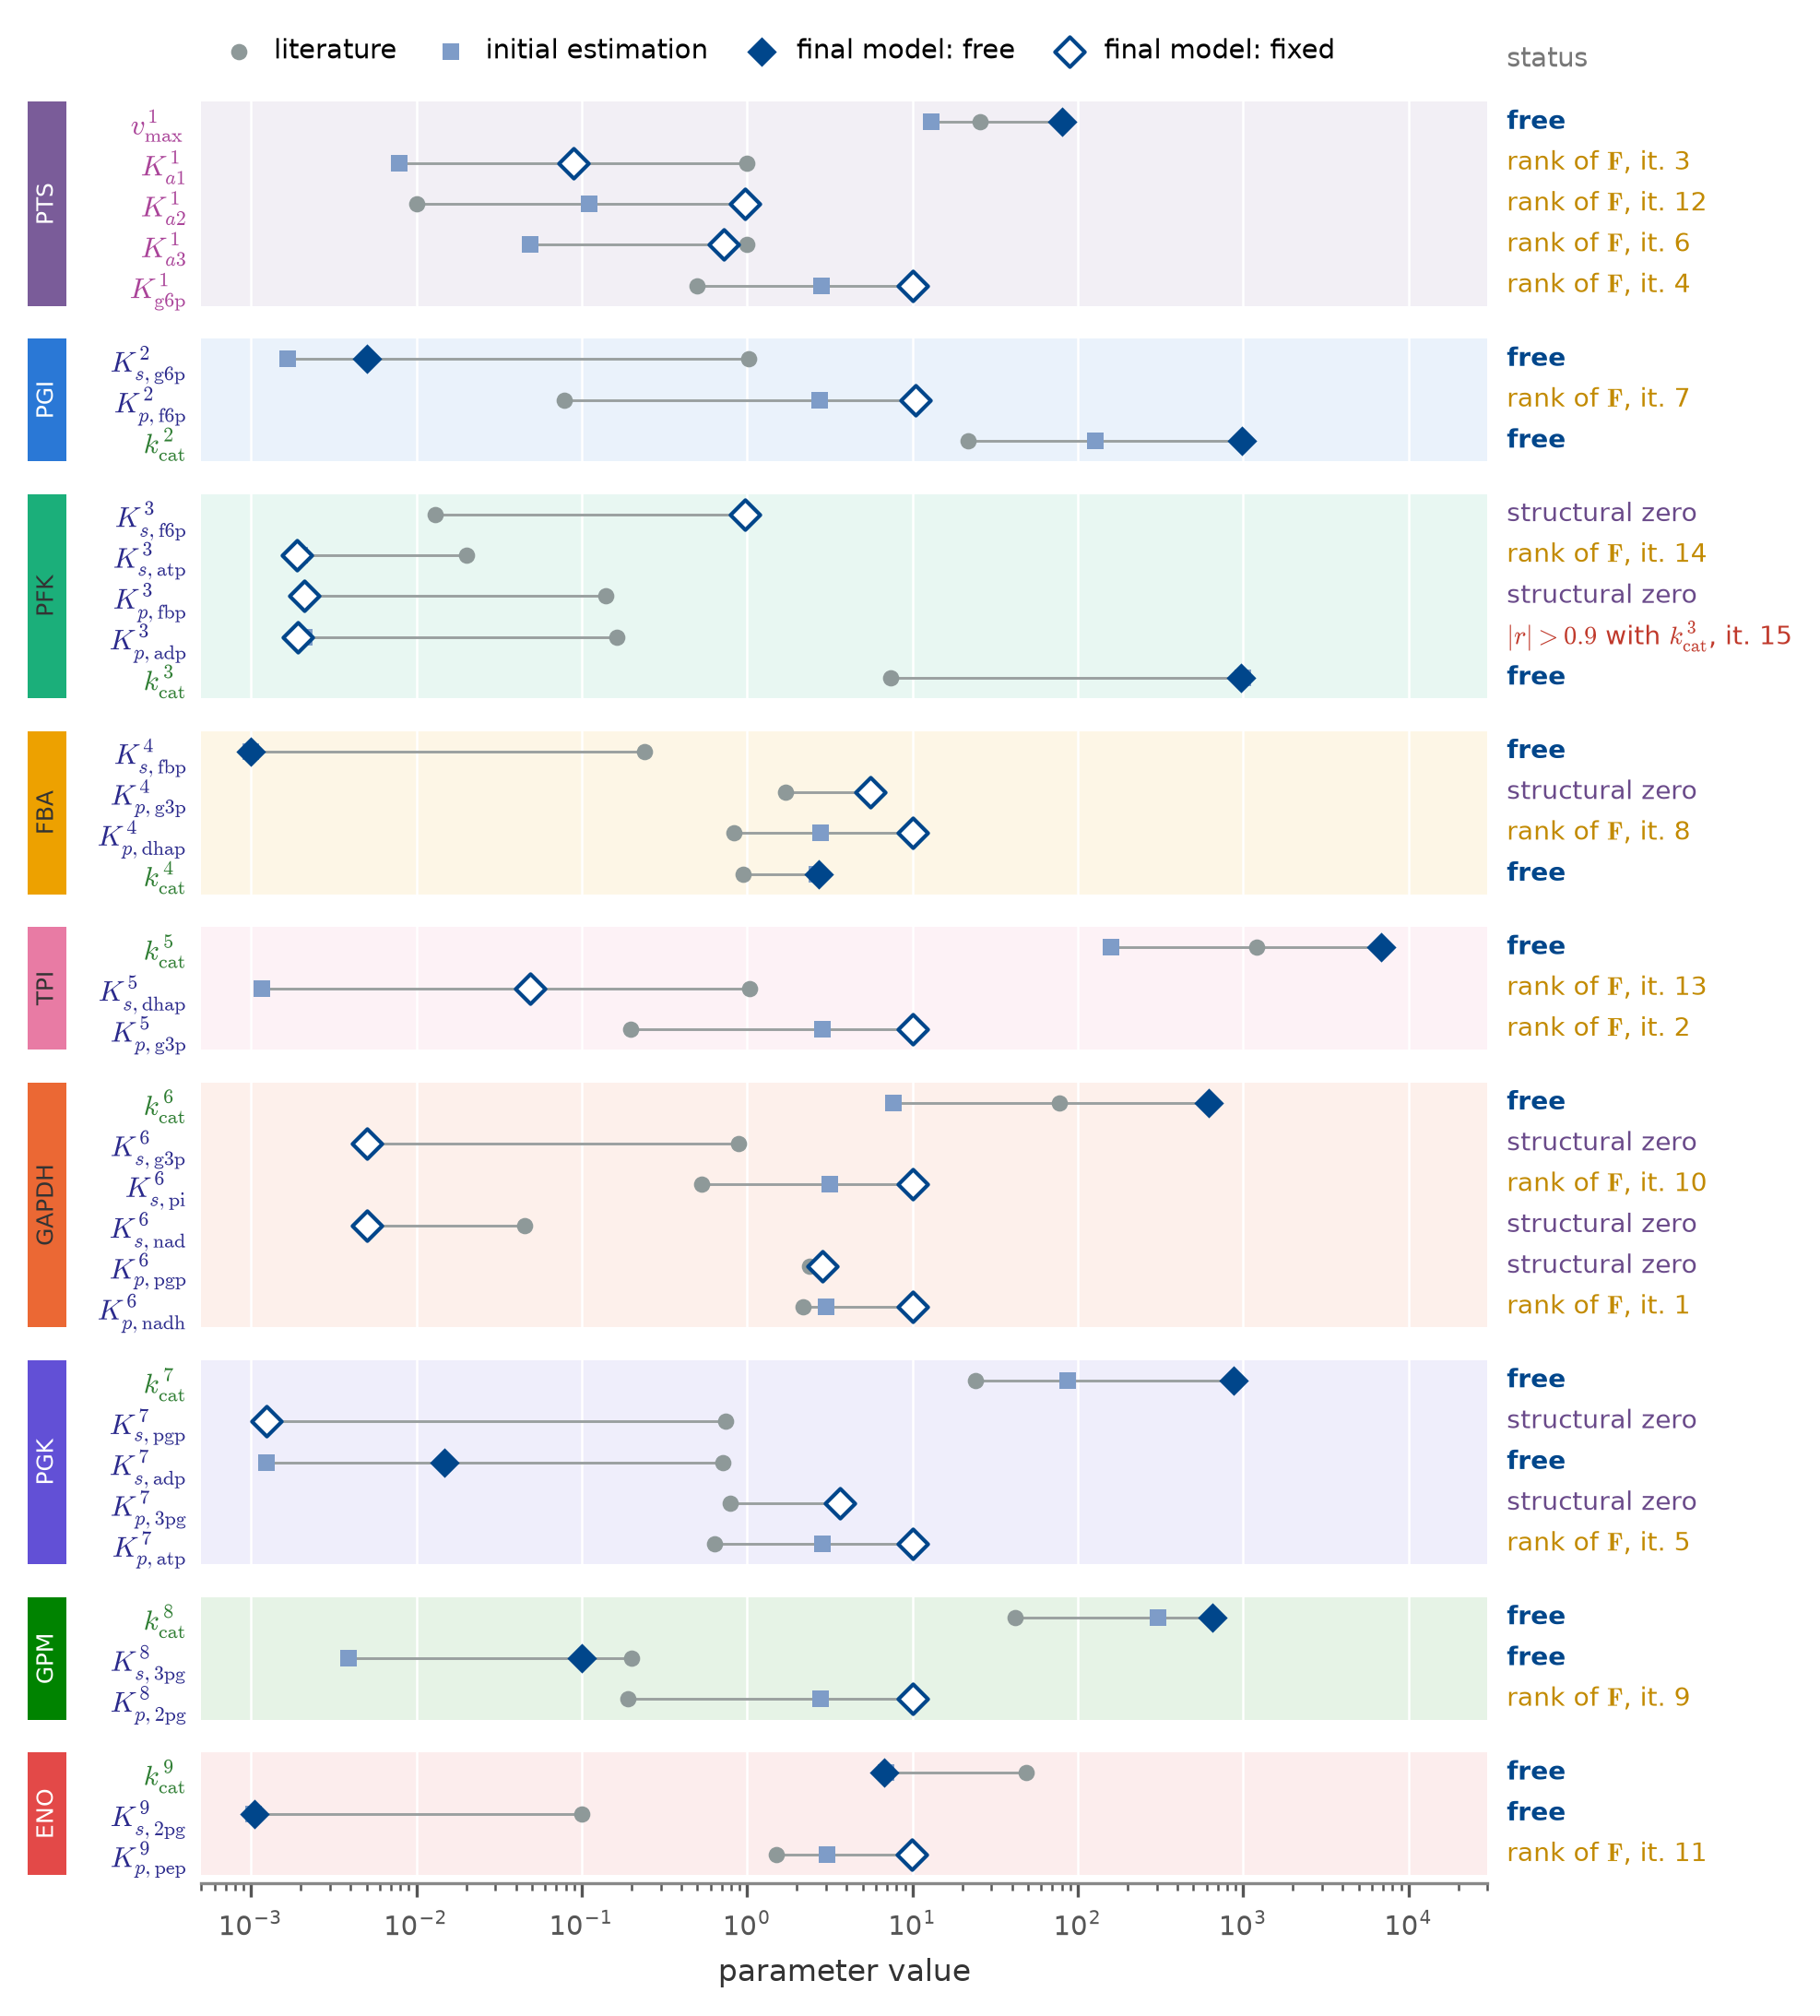 literature initial estimation final model: free final model: fixed status
PTS
v¹max free
K¹a1 rank of F, it. 3
K¹a2 rank of F, it. 12
K¹a3 rank of F, it. 6
K¹g6p rank of F, it. 4
PGI
K²s,g6p free
K²p,f6p rank of F, it. 7
k²cat free
PFK
K³s,f6p structural zero
K³s,atp rank of F, it. 14
K³p,fbp structural zero
K³p,adp |r| > 0.9 with k³cat, it. 15
k³cat free
FBA
K⁴s,fbp free
K⁴p,g3p structural zero
K⁴p,dhap rank of F, it. 8
k⁴cat free
TPI
k⁵cat free
K⁵s,dhap rank of F, it. 13
K⁵p,g3p rank of F, it. 2
GAPDH
k⁶cat free
K⁶s,g3p structural zero
K⁶s,pi rank of F, it. 10
K⁶s,nad structural zero
K⁶p,pgp structural zero
K⁶p,nadh rank of F, it. 1
PGK
k⁷cat free
K⁷s,pgp structural zero
K⁷s,adp free
K⁷p,3pg structural zero
K⁷p,atp rank of F, it. 5
GPM
k⁸cat free
K⁸s,3pg free
K⁸p,2pg rank of F, it. 9
ENO
k⁹cat free
K⁹s,2pg free
K⁹p,pep rank of F, it. 11
10⁻³ 10⁻² 10⁻¹ 10⁰ 10¹ 10² 10³ 10⁴
parameter value